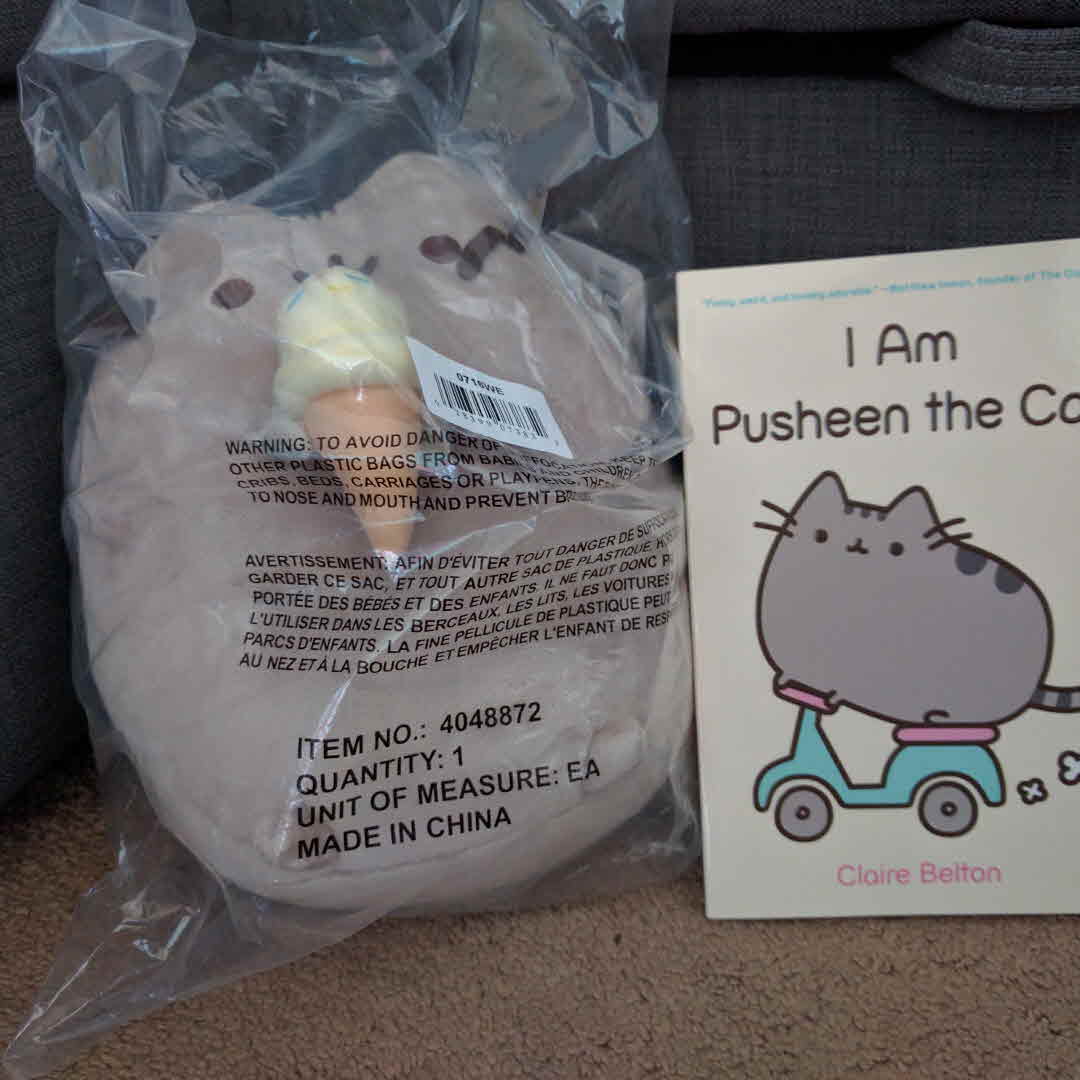 0716WE
WARNING: TO AVOID DANGER OF
OTHER PLASTIC BAGS FROM
CRIBS, BEDS, CARRIAGES OR
TO NOSE AND MOUTH AND PREVENT
AVERTISSEMENT: AFIN D'ÉVITER TOUT DANGER DE
GARDER CE SAC, ET TOUT AUTRE SAC DE PLASTIQUE,
PORTÉE DES BÉBÉS ET DES ENFANTS. IL NE FAUT DONC
L'UTILISER DANS LES BERCEAUX, LES LITS, LES VOITURES
PARCS D'ENFANTS. LA FINE PELLICULE DE PLASTIQUE PEUT
AU NEZ ET À LA BOUCHE ET EMPÊCHER L'ENFANT DE
ITEM NO.: 4048872
QUANTITY: 1
UNIT OF MEASURE: EA
MADE IN CHINA
founder of The
I Am
Pusheen the Ca
Claire Belton